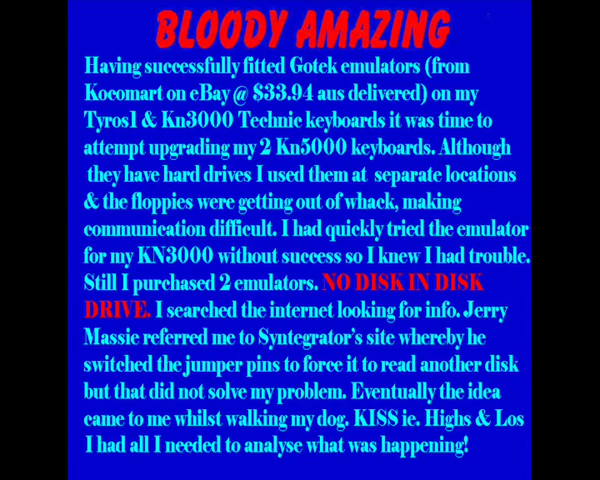 BLOODY AMAZING
Having successfully fitted Gotek emulators (from
Kocomart on eBay @ $33.94 aus delivered) on my
Tyros1 & Kn3000 Technic keyboards it was time to
attempt upgrading my 2 Kn5000 keyboards. Although
they have hard drives I used them at separate locations
& the floppies were getting out of whack, making
communication difficult. I had quickly tried the emulator
for my KN3000 without success so I knew I had trouble.
Still I purchased 2 emulators. NO DISK IN DISK
DRIVE. I searched the internet looking for info. Jerry
Massie referred me to Syntegrator's site whereby he
switched the jumper pins to force it to read another disk
but that did not solve my problem. Eventually the idea
came to me whilst walking my dog. KISS ie. Highs & Los
I had all I needed to analyse what was happening!